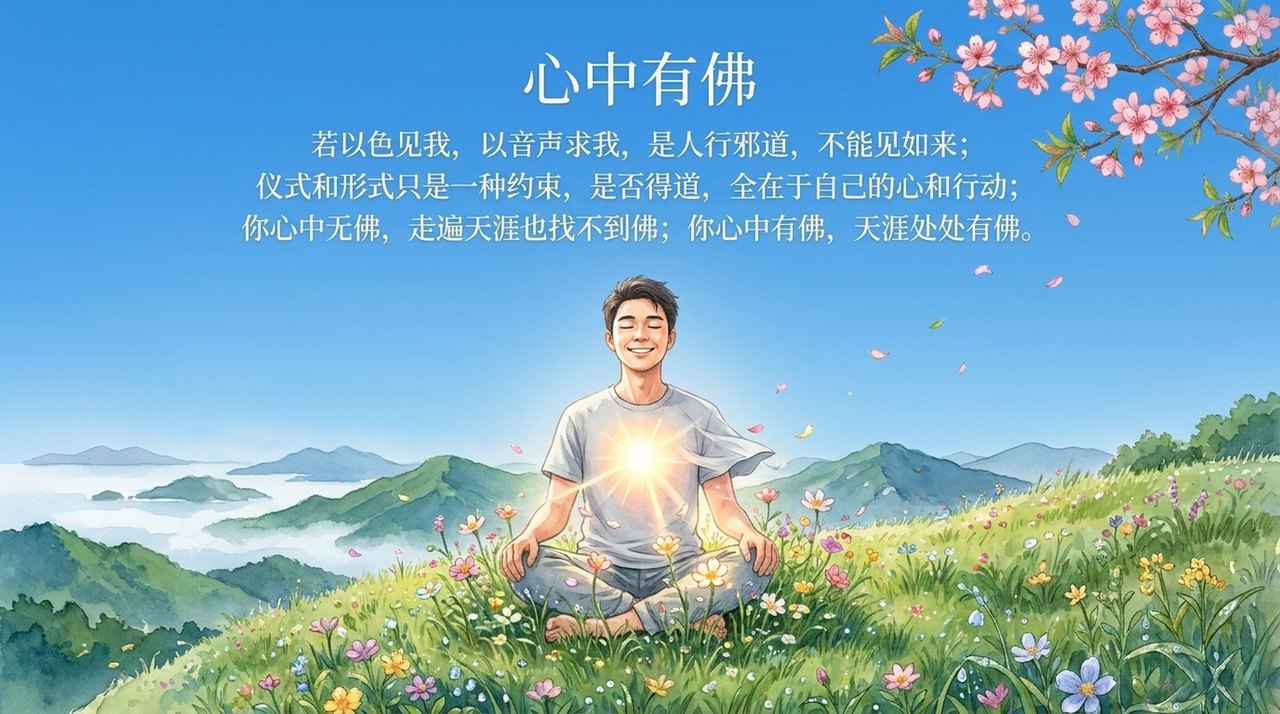 心中有佛
若以色见我，以音声求我，是人行邪道，不能见如来；
仪式和形式只是一种约束，是否得道，全在于自己的心和行动；
你心中无佛，走遍天涯也找不到佛；你心中有佛，天涯处处有佛。